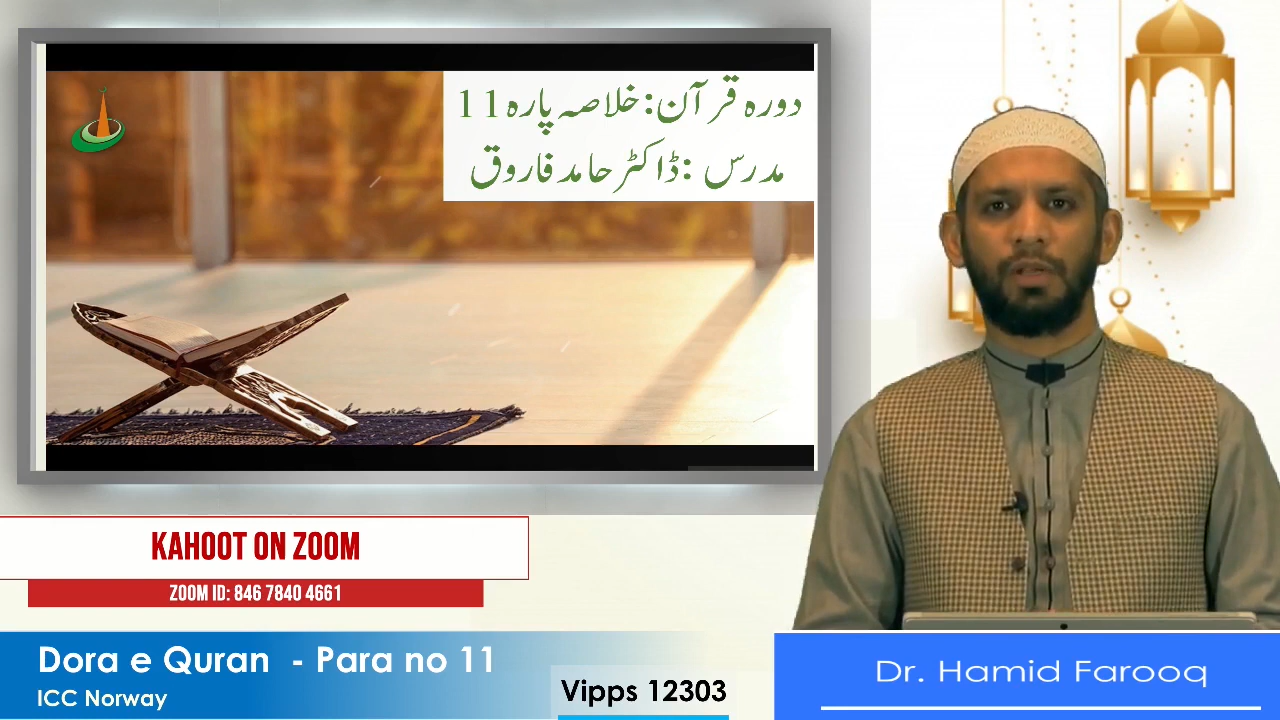 دورہ قرآن: خلاصہ پارہ 11
مدرس: ڈاکٹر حامد فاروق
KAHOOT ON ZOOM
ZOOM ID: 846 7840 4661
Dora e Quran - Para no 11
ICC Norway
Vipps 12303
Dr. Hamid Farooq